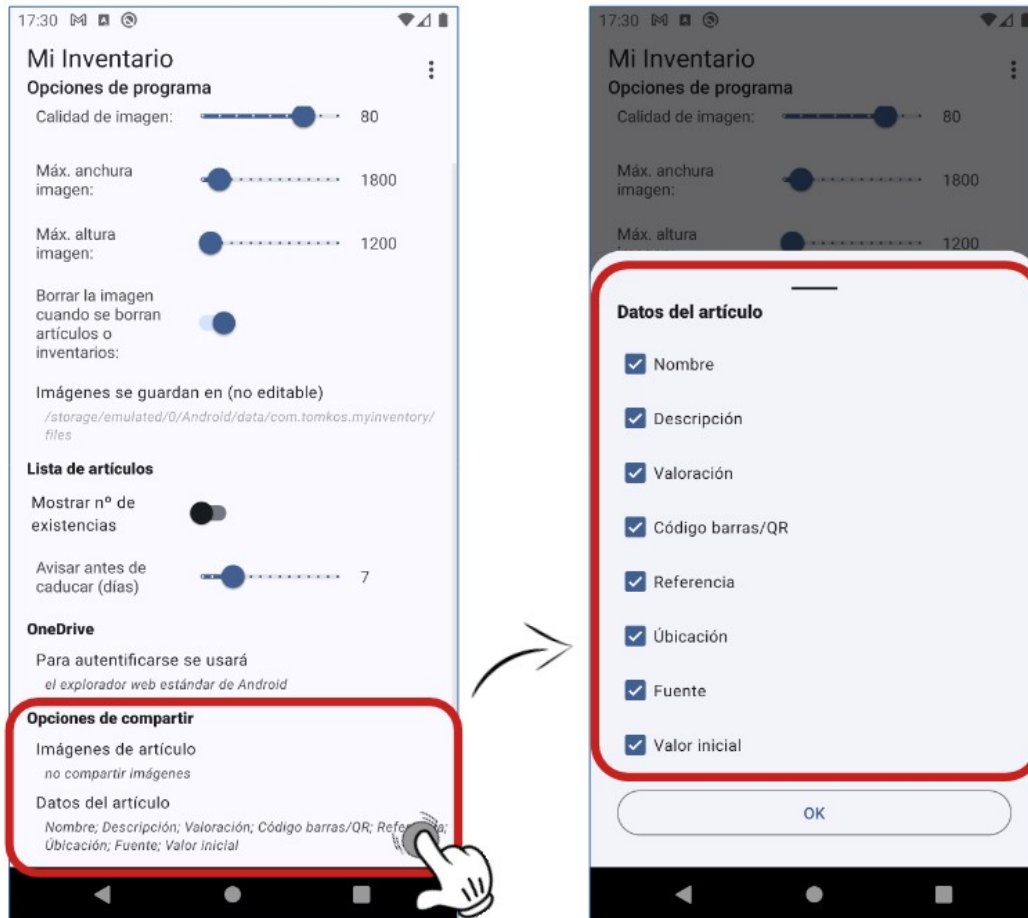 17:30
Mi Inventario
Opciones de programa
Calidad de imagen:
80
Máx. anchura
imagen:
1800
Máx. altura
imagen:
1200
Borrar la imagen
cuando se borran
artículos o
inventarios:
Imágenes se guardan en (no editable)
/storage/emulated/0/Android/data/com.tomkos.myinventory/
files
Lista de artículos
Mostrar nº de
existencias
Avisar antes de
caducar (días)
7
OneDrive
Para autentificarse se usará
el explorador web estándar de Android
Opciones de compartir
Imágenes de artículo
no compartir imágenes
Datos del artículo
Nombre; Descripción; Valoración; Código barras/QR;
Úbicación; Fuente; Valor inicial
17:30
Mi Inventario
Opciones de programa
Calidad de imagen:
80
Máx. anchura
imagen:
1800
Máx. altura
1200
Datos del artículo
Nombre
Descripción
Valoración
Código barras/QR
Referencia
Úbicación
Fuente
Valor inicial
OK